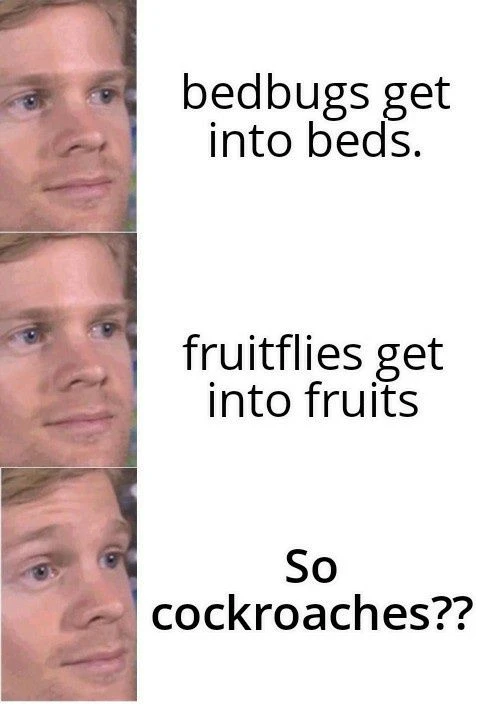 bedbugs get
into beds.
fruitflies get
into fruits
So
cockroaches??